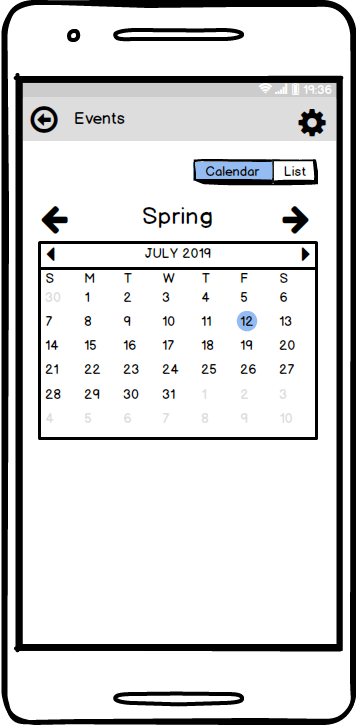 19:36
Events
Calendar List
Spring
JULY 2019
S M T W T F S
30 1 2 3 4 5 6
7 8 9 10 11 12 13
14 15 16 17 18 19 20
21 22 23 24 25 26 27
28 29 30 31 1 2 3
4 5 6 7 8 9 10